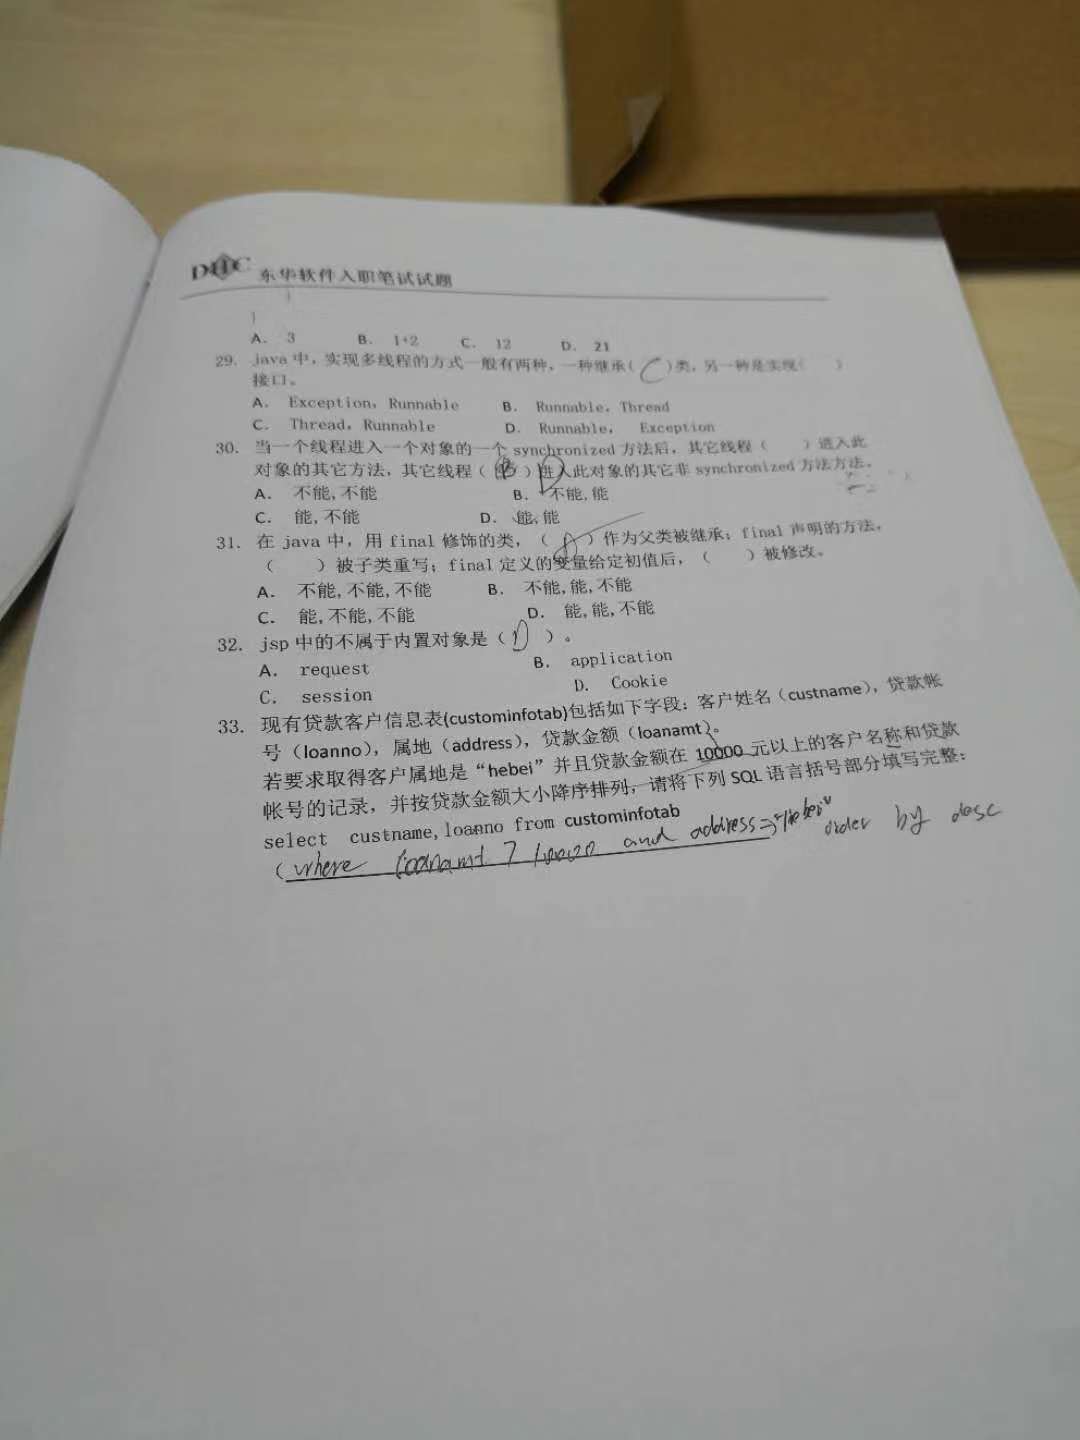 DHC 东华软件入职笔试试题
}
}
A. 3 B. 1+2 C. 12 D. 21
29. java 中，实现多线程的方式一般有两种，一种继承( C )类，另一种是实现( )
接口。
A. Exception，Runnable B. Runnable，Thread
C. Thread，Runnable D. Runnable， Exception
30. 当一个线程进入一个对象的一个 synchronized 方法后，其它线程（ ）进入此
对象的其它方法，其它线程（ ）进入此对象的其它非 synchronized 方法方法。
A. 不能,不能 B. 不能,能
C. 能,不能 D. 能,能
31. 在 java 中，用 final 修饰的类，（ A ）作为父类被继承；final 声明的方法，
（ ）被子类重写；final 定义的变量给定初值后，（ ）被修改。
A. 不能,不能,不能 B. 不能,能,不能
C. 能,不能,不能 D. 能,能,不能
32. jsp 中的不属于内置对象是（ D ）。
A. request B. application
C. session D. Cookie
33. 现有贷款客户信息表(custominfotab)包括如下字段：客户姓名（custname），贷款帐
号（loanno），属地（address），贷款金额（loanamt）。
若要求取得客户属地是“hebei”并且贷款金额在 10000 元以上的客户名称和贷款
帐号的记录，并按贷款金额大小降序排列，请将下列 SQL 语言括号部分填写完整：
select custname,loanno from custominfotab
( where loanamt > 10000 and address="hebei" order by desc